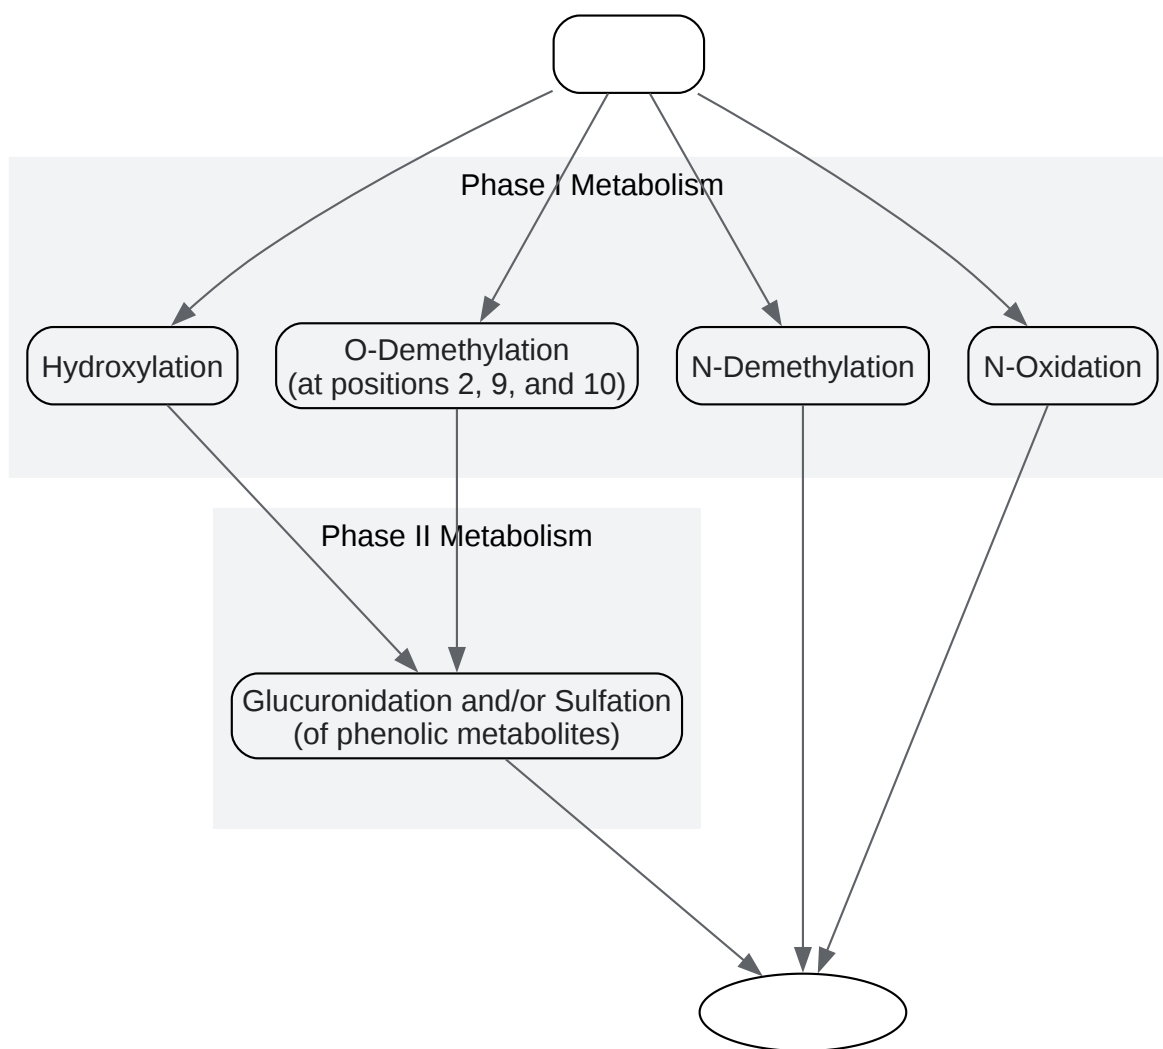 Phase I Metabolism
Hydroxylation
O-Demethylation
(at positions 2, 9, and 10)
N-Demethylation
N-Oxidation
Phase II Metabolism
Glucuronidation and/or Sulfation
(of phenolic metabolites)